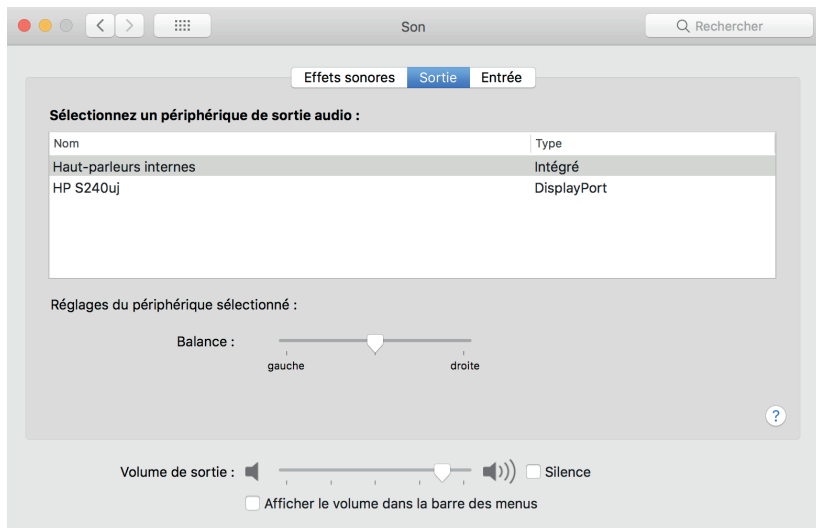 Son
Rechercher
Effets sonores Sortie Entrée
Sélectionnez un périphérique de sortie audio :
Nom Type
Haut-parleurs internes Intégré
HP S240uj DisplayPort
Réglages du périphérique sélectionné :
Balance :
gauche droite
?
Volume de sortie : Silence
Afficher le volume dans la barre des menus